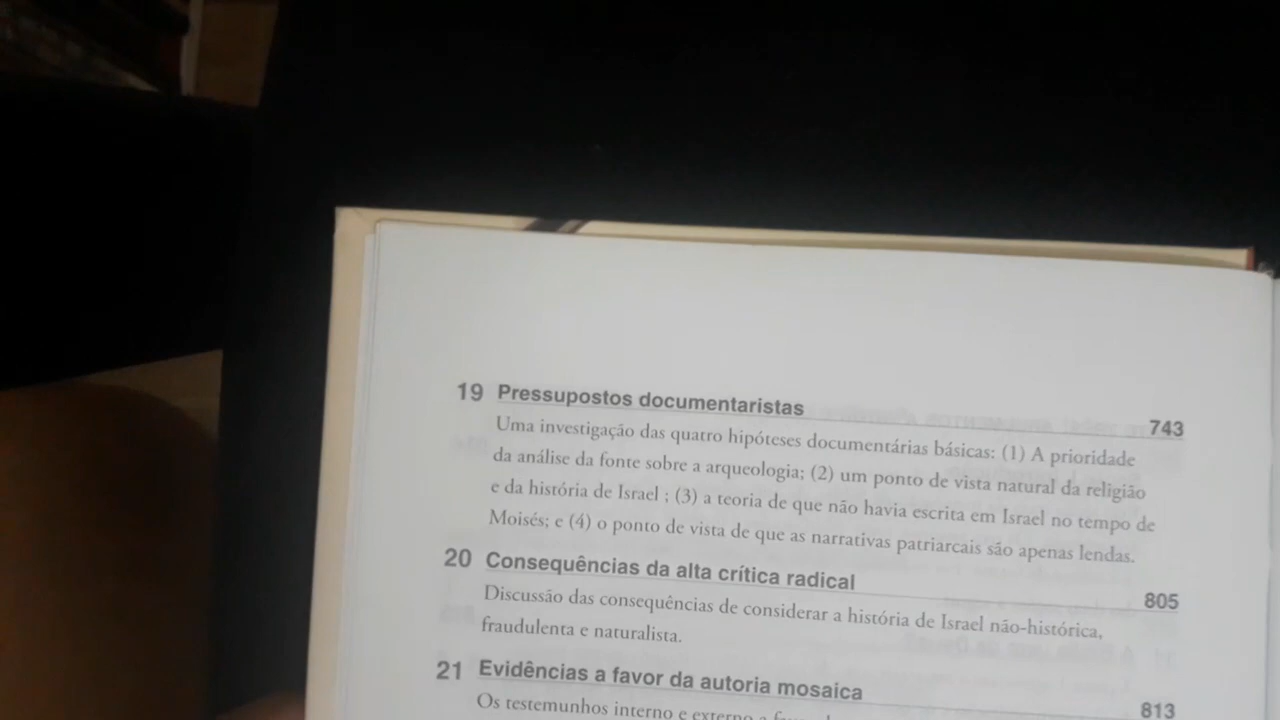 19 Pressupostos documentaristas 743
Uma investigação das quatro hipóteses documentárias básicas: (1) A prioridade
da análise da fonte sobre a arqueologia; (2) um ponto de vista natural da religião
e da história de Israel ; (3) a teoria de que não havia escrita em Israel no tempo de
Moisés; e (4) o ponto de vista de que as narrativas patriarcais são apenas lendas.
20 Consequências da alta crítica radical 805
Discussão das consequências de considerar a história de Israel não-histórica,
fraudulenta e naturalista.
21 Evidências a favor da autoria mosaica 813
Os testemunhos interno e externo a